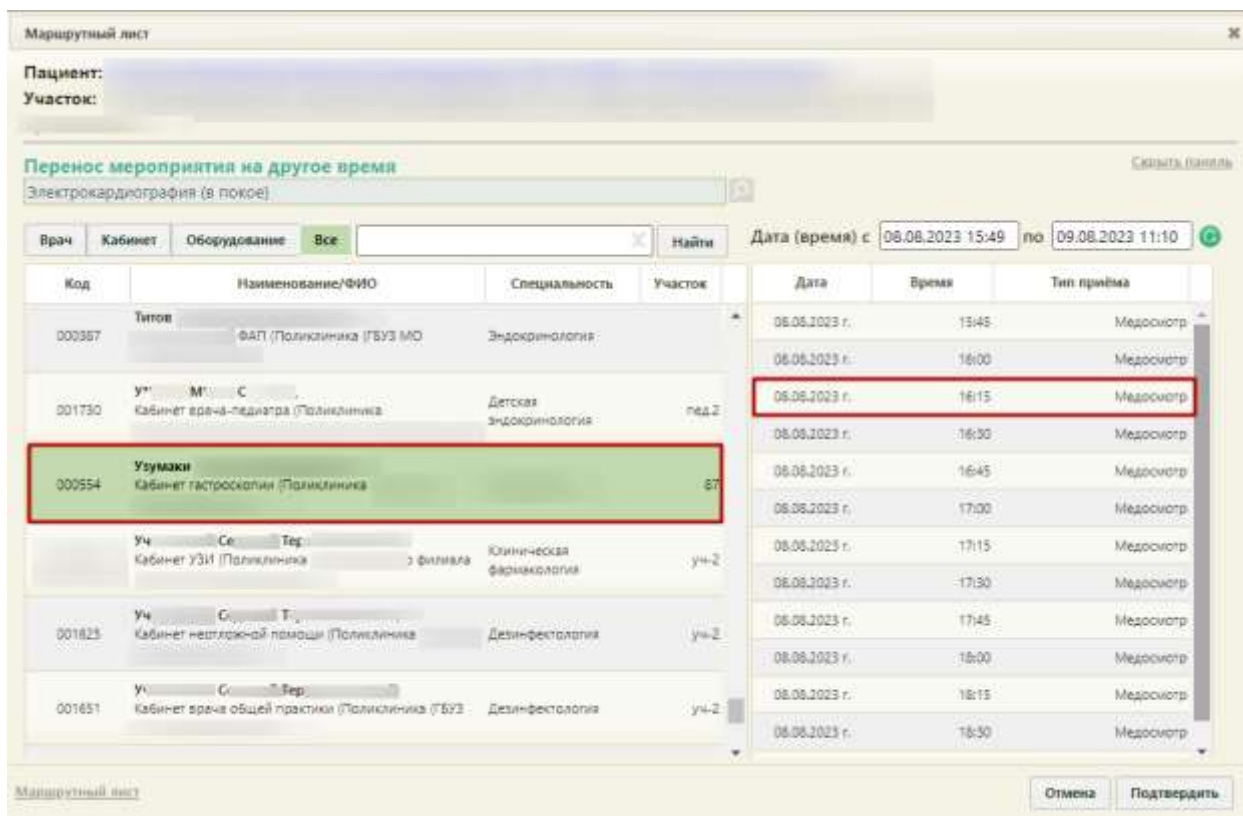 Маршрутный лист
Пациент:
Участок:
Перенос мероприятия на другое время
Скрыть панель
Электрокардиография (в покое)
Врач Кабинет Оборудование Все Найти Дата (время) с 08.08.2023 15:49 по 09.08.2023 11:10
Код Наименование/ФИО Специальность Участок Дата Время Тип приёма
Титов
ФАП (Поликлиника (ГБУЗ МО Эндокринология
001730 Кабинет врача-педиатра (Поликлиника Детская эндокринология пед.2
Узумаки
000554 Кабинет гастроскопии (Поликлиника 87
Кабинет УЗИ (Поликлиника филиала Клиническая фармакология уч-2
001825 Кабинет неотложной помощи (Поликлиника Дезинфектология уч-2
001651 Кабинет врача общей практики (Поликлиника (ГБУЗ Дезинфектология уч-2
08.08.2023 г. 15:45 Медосмотр
08.08.2023 г. 16:00 Медосмотр
08.08.2023 г. 16:15 Медосмотр
08.08.2023 г. 16:30 Медосмотр
08.08.2023 г. 16:45 Медосмотр
08.08.2023 г. 17:00 Медосмотр
08.08.2023 г. 17:15 Медосмотр
08.08.2023 г. 17:30 Медосмотр
08.08.2023 г. 17:45 Медосмотр
08.08.2023 г. 18:00 Медосмотр
08.08.2023 г. 18:15 Медосмотр
08.08.2023 г. 18:30 Медосмотр
Маршрутный лист Отмена Подтвердить